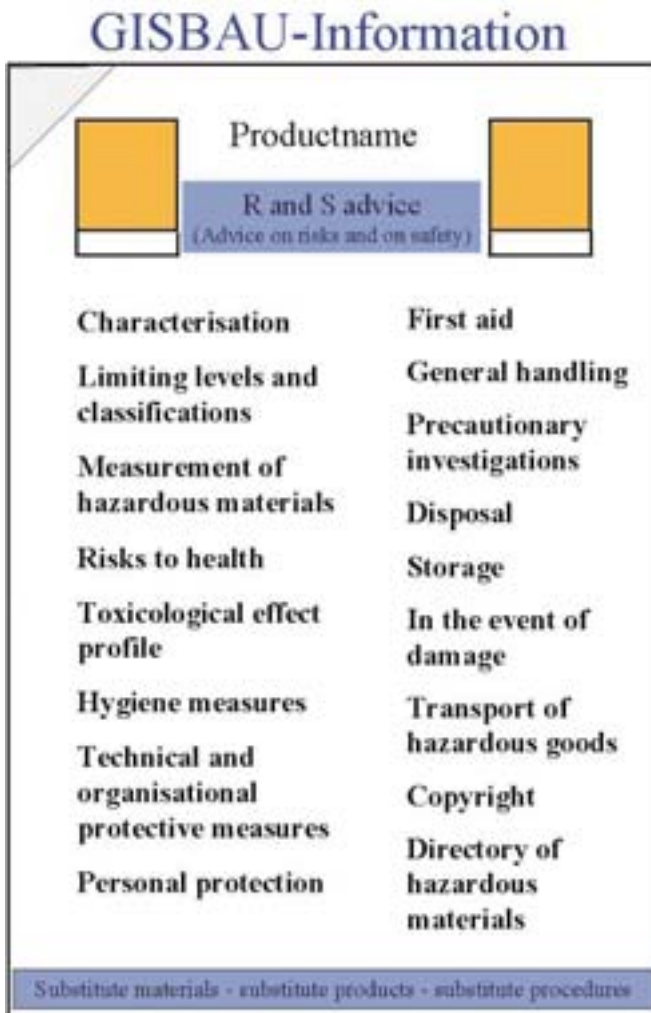 GISBAU-Information
Productname
R and S advice
(Advice on risks and on safety)
Characterisation
Limiting levels and
classifications
Measurement of
hazardous materials
Risks to health
Toxicological effect
profile
Hygiene measures
Technical and
organisational
protective measures
Personal protection
First aid
General handling
Precautionary
investigations
Disposal
Storage
In the event of
damage
Transport of
hazardous goods
Copyright
Directory of
hazardous
materials
Substitute materials - substitute products - substitute procedures